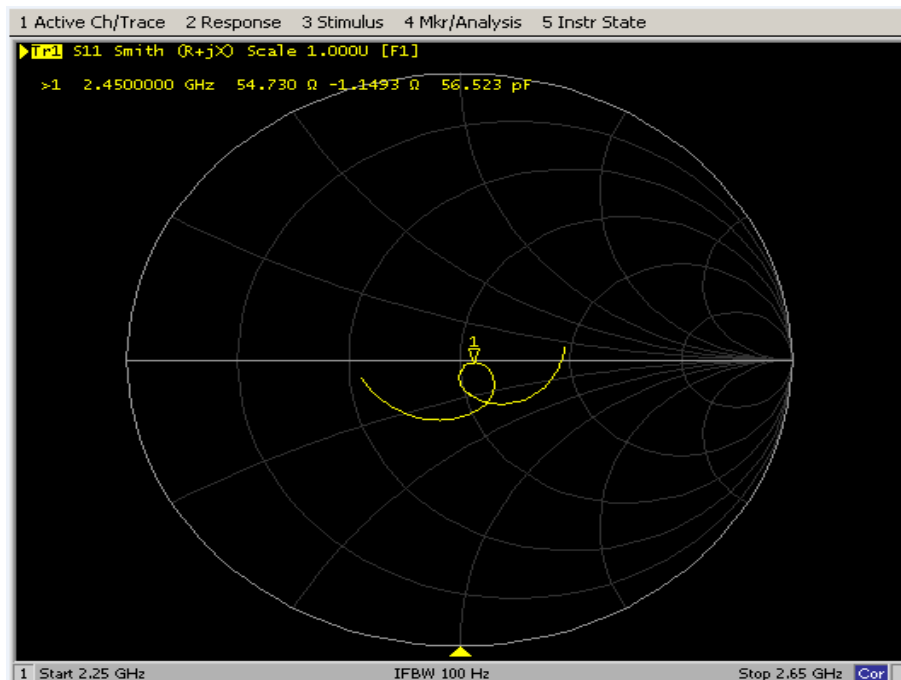 1 Active Ch/Trace 2 Response 3 Stimulus 4 Mkr/Analysis 5 Instr State
Tr1 S11 Smith (R+jX) Scale 1.000U [F1]
>1 2.4500000 GHz 54.730 Ω -1.1493 Ω 56.523 pF
1
1 Start 2.25 GHz IFBW 100 Hz Stop 2.65 GHz Cor